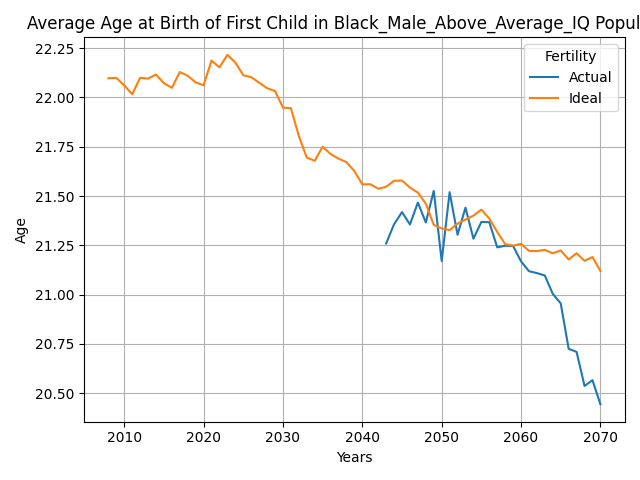 Average Age at Birth of First Child in Black_Male_Above_Average_IQ Popul
Fertility
Actual
Ideal
22.25
22.00
21.75
21.50
21.25
21.00
20.75
20.50
Age
2010 2020 2030 2040 2050 2060 2070
Years